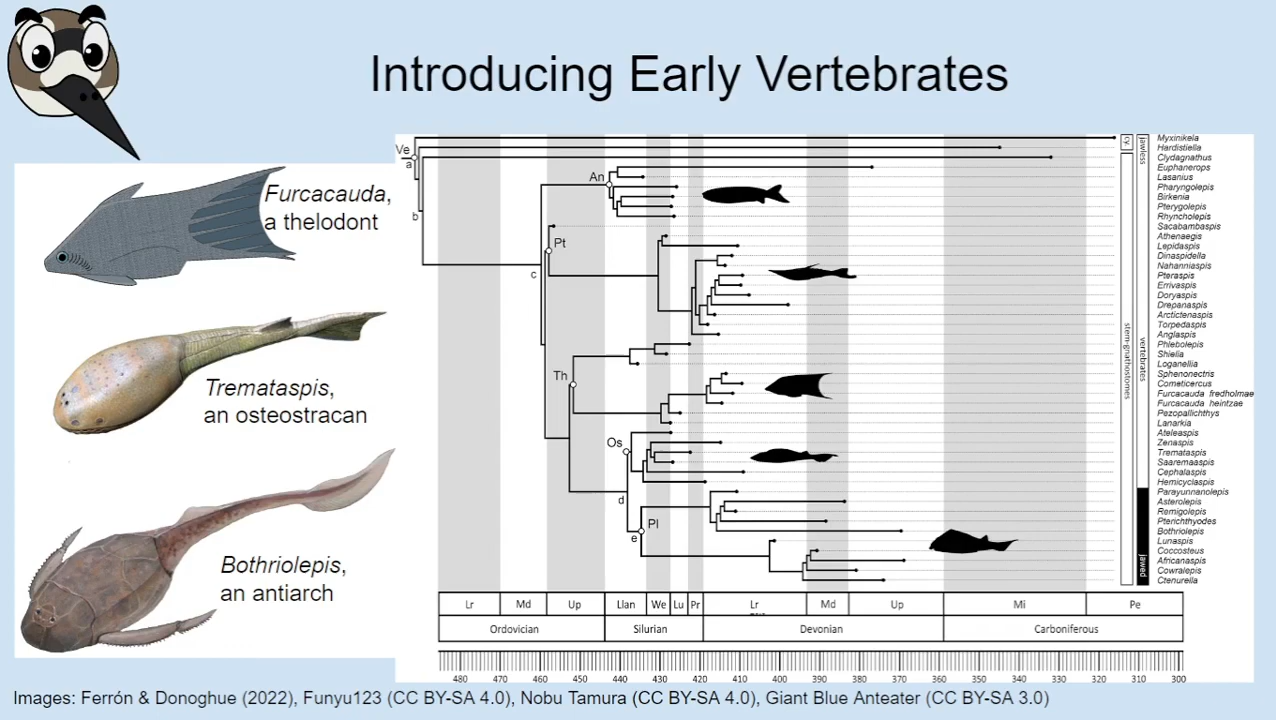 Introducing Early Vertebrates
Furcacauda,
a thelodont
Tremataspis,
an osteostracan
Bothriolepis,
an antiarch
Ve
a
b
An
Pt
c
Th
Os
d
Pl
e
cy.
jawless
stem-gnathostomes
vertebrates
jawed
Myxinikela
Hardistiella
Clydagnathus
Euphanerops
Lasanius
Pharyngolepis
Birkenia
Pterygolepis
Rhyncholepis
Sacabambaspis
Athenaegis
Lepidaspis
Dinaspidella
Nahanniaspis
Pteraspis
Errivaspis
Doryaspis
Drepanaspis
Arctictenaspis
Torpedaspis
Anglaspis
Phlebolepis
Shielia
Loganellia
Sphenonectris
Cometicercus
Furcacauda fredholmae
Furcacauda heintzae
Pezopallichthys
Lanarkia
Ateleaspis
Zenaspis
Tremataspis
Saaremaaspis
Cephalaspis
Hemicyclaspis
Parayunnanolepis
Asterolepis
Remigolepis
Pterichthyodes
Bothriolepis
Lunaspis
Coccosteus
Africanaspis
Cowralepis
Ctenurella
Lr Md Up Llan We Lu Pr Lr Md Up Mi Pe
Ordovician Silurian Devonian Carboniferous
480 470 460 450 440 430 420 410 400 390 380 370 360 350 340 330 320 310 300
Images: Ferrón & Donoghue (2022), Funyu123 (CC BY-SA 4.0), Nobu Tamura (CC BY-SA 4.0), Giant Blue Anteater (CC BY-SA 3.0)